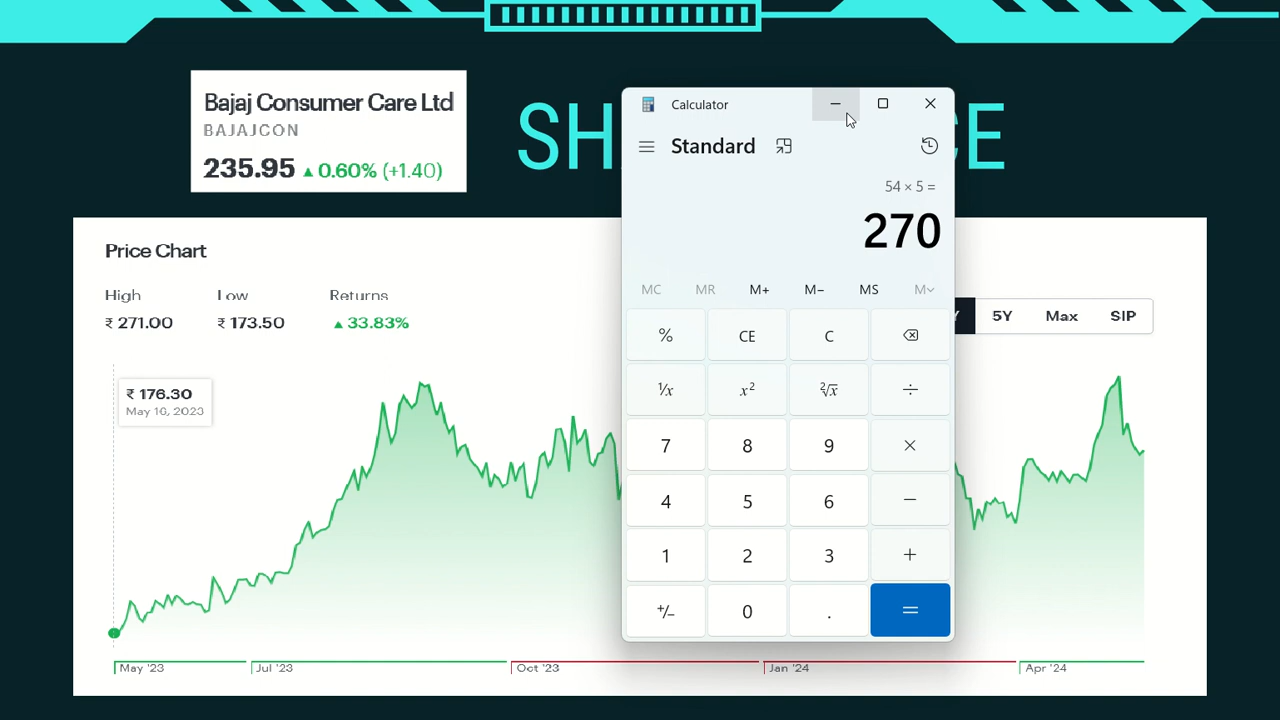 Bajaj Consumer Care Ltd
BAJAJCON
235.95 ▲ 0.60% (+1.40)
SH
E
Calculator
Standard
54 × 5 =
270
MC MR M+ M− MS M˅
% CE C
⅟x x² ²√x ÷
7 8 9 ×
4 5 6 −
1 2 3 +
+/− 0 . =
Price Chart
High Low Returns
₹ 271.00 ₹ 173.50 ▲ 33.83%
Y 5Y Max SIP
₹ 176.30
May 16, 2023
May '23 Jul '23 Oct '23 Jan '24 Apr '24